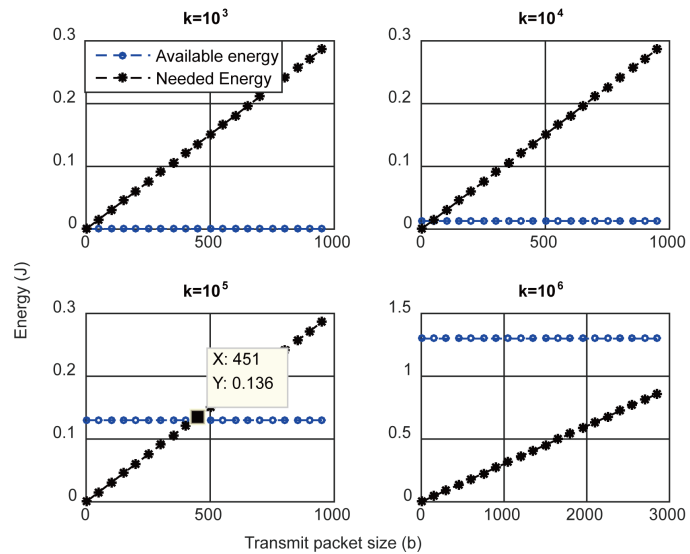 k=10³
k=10⁴
0.3
0.2
0.1
0
0
500
1000
Available energy
Needed Energy
0.3
0.2
0.1
0
0
500
1000
Energy (J)
k=10⁵
k=10⁶
0.3
0.2
0.1
0
0
500
1000
X: 451
Y: 0.136
1.5
1
0.5
0
0
1000
2000
3000
Transmit packet size (b)